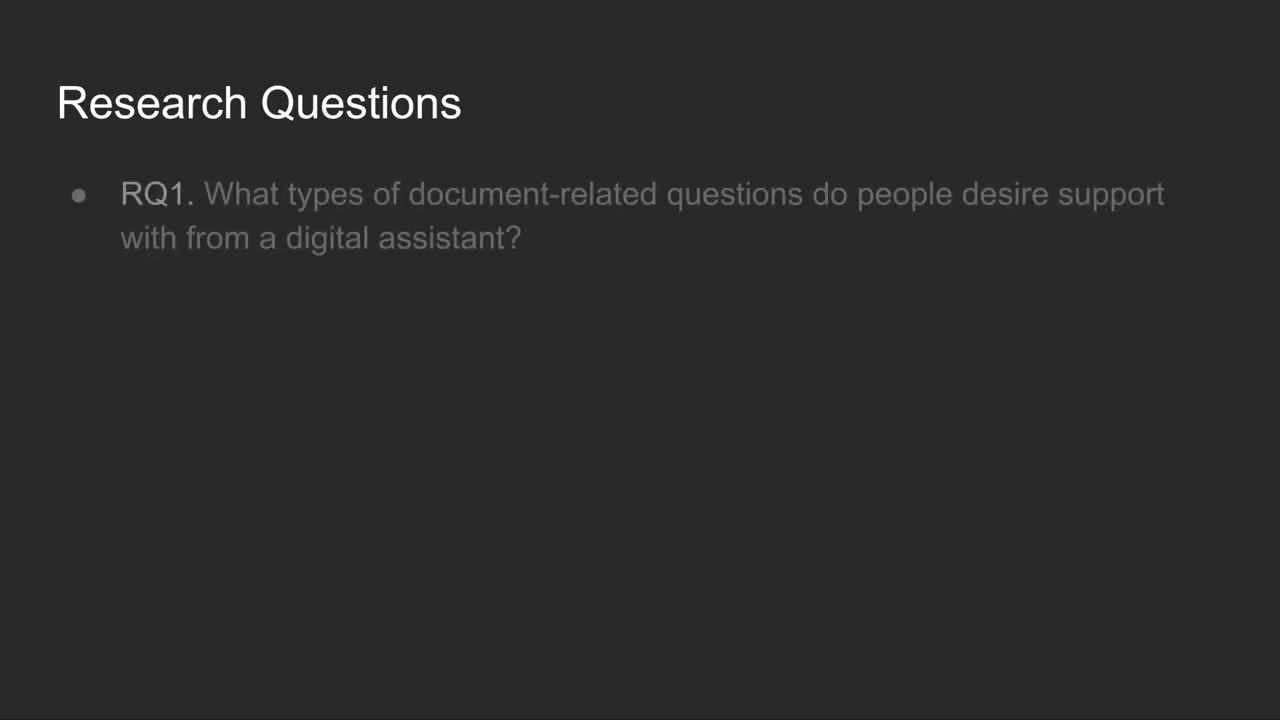 Research Questions
● RQ1. What types of document-related questions do people desire support
with from a digital assistant?